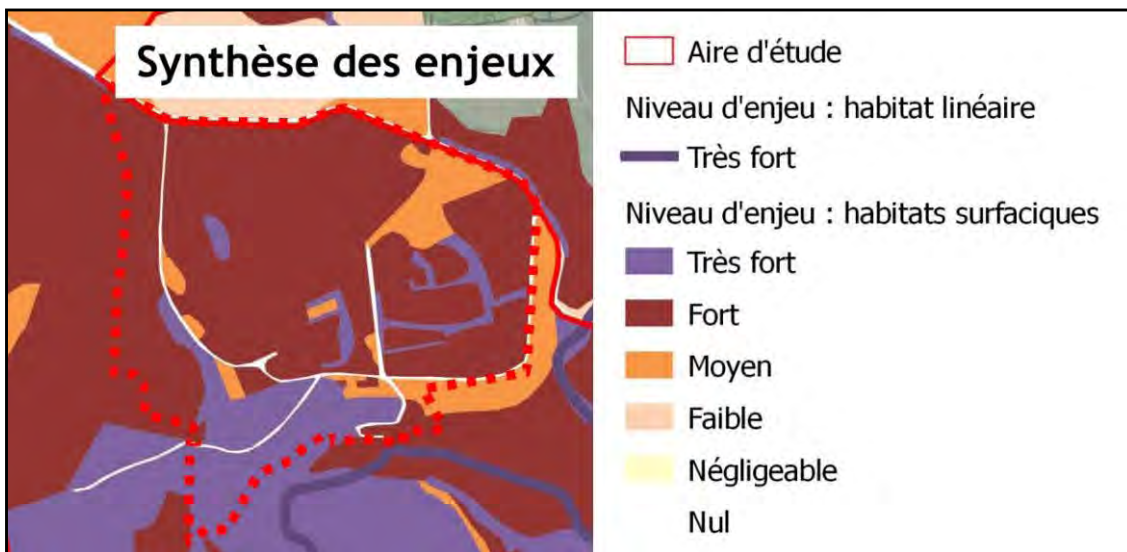 Synthèse des enjeux
Aire d'étude
Niveau d'enjeu : habitat linéaire
Très fort
Niveau d'enjeu : habitats surfaciques
Très fort
Fort
Moyen
Faible
Négligeable
Nul